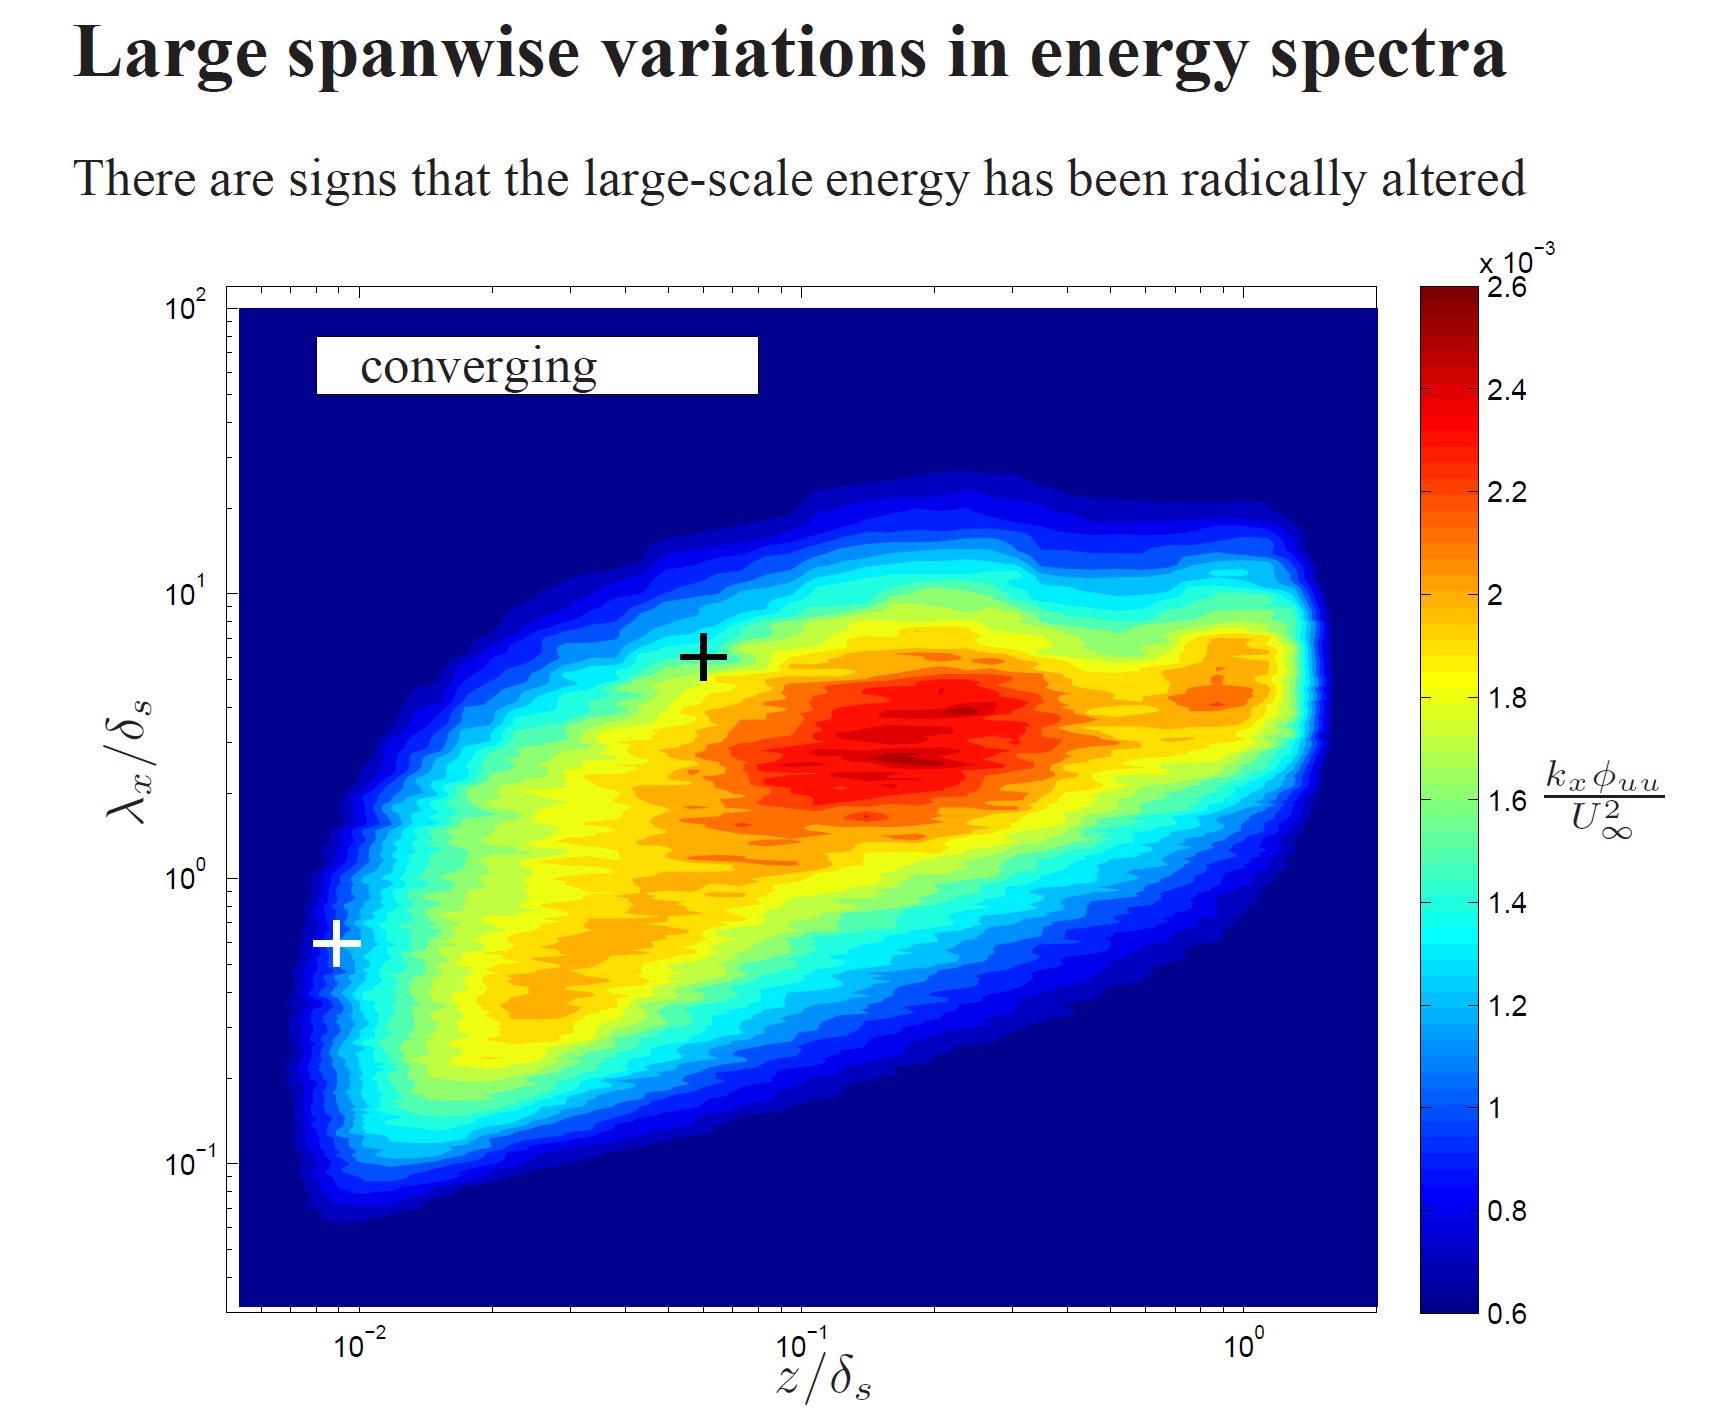 Large spanwise variations in energy spectra
There are signs that the large-scale energy has been radically altered
x 10⁻³
converging
10²
10¹
10⁰
10⁻¹
λₓ/δₛ
10⁻²
10⁻¹
10⁰
z/δₛ
2.6
2.4
2.2
2
1.8
1.6
1.4
1.2
1
0.8
0.6
kₓϕᵤᵤ
U²∞